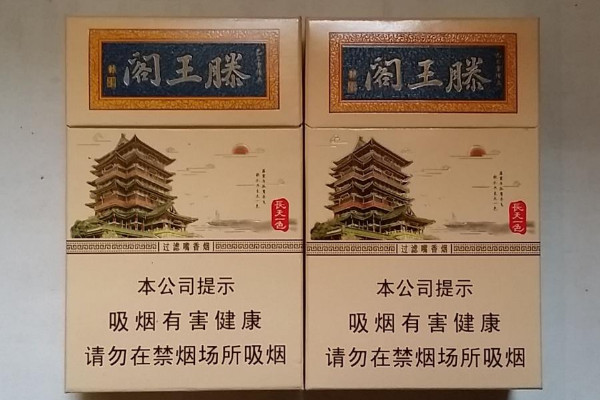 滕王阁
长天一色
过滤嘴香烟
本公司提示
吸烟有害健康
请勿在禁烟场所吸烟
滕王阁
长天一色
过滤嘴香烟
本公司提示
吸烟有害健康
请勿在禁烟场所吸烟